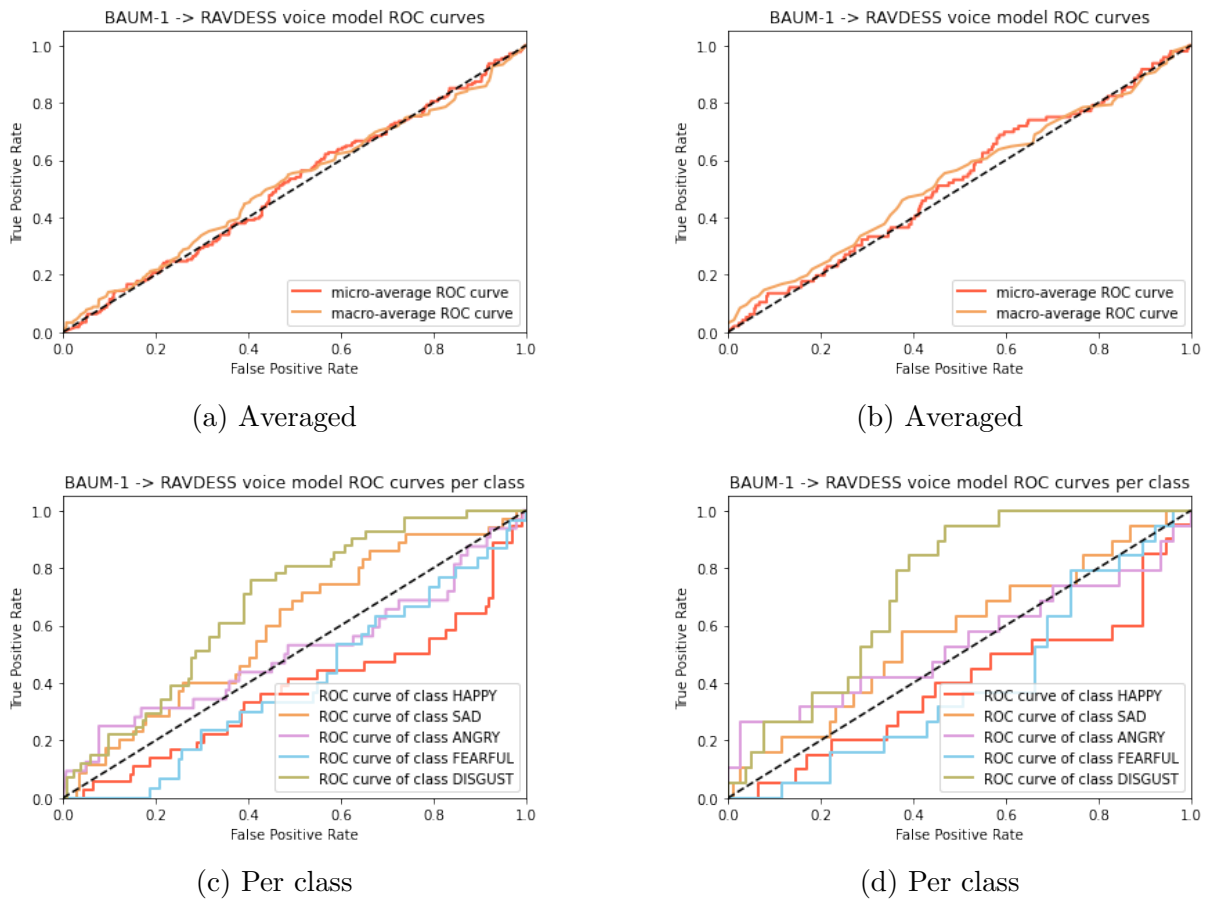 BAUM-1 -> RAVDESS voice model ROC curves
1.0
0.8
0.6
0.4
0.2
0.0
True Positive Rate
micro-average ROC curve
macro-average ROC curve
0.0 0.2 0.4 0.6 0.8 1.0
False Positive Rate
(a) Averaged
BAUM-1 -> RAVDESS voice model ROC curves
1.0
0.8
0.6
0.4
0.2
0.0
True Positive Rate
micro-average ROC curve
macro-average ROC curve
0.0 0.2 0.4 0.6 0.8 1.0
False Positive Rate
(b) Averaged
BAUM-1 -> RAVDESS voice model ROC curves per class
1.0
0.8
0.6
0.4
0.2
0.0
True Positive Rate
ROC curve of class HAPPY
ROC curve of class SAD
ROC curve of class ANGRY
ROC curve of class FEARFUL
ROC curve of class DISGUST
0.0 0.2 0.4 0.6 0.8 1.0
False Positive Rate
(c) Per class
BAUM-1 -> RAVDESS voice model ROC curves per class
1.0
0.8
0.6
0.4
0.2
0.0
True Positive Rate
ROC curve of class HAPPY
ROC curve of class SAD
ROC curve of class ANGRY
ROC curve of class FEARFUL
ROC curve of class DISGUST
0.0 0.2 0.4 0.6 0.8 1.0
False Positive Rate
(d) Per class